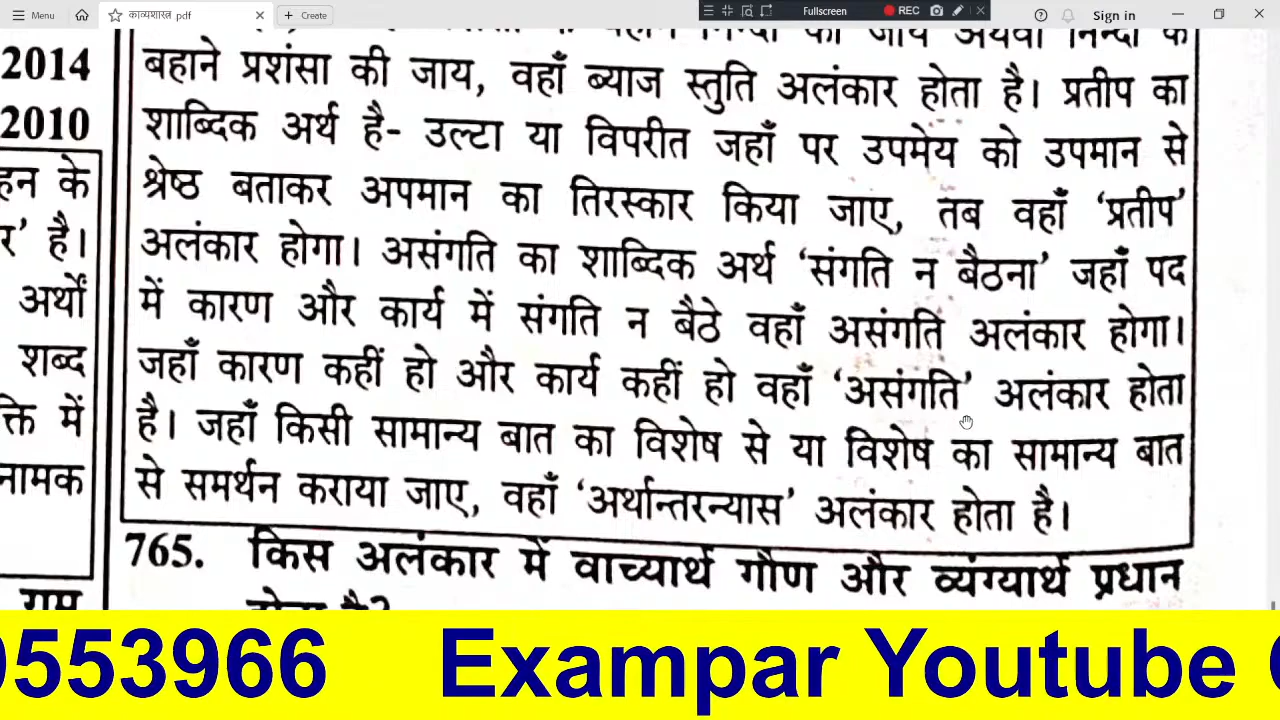 Menu
काव्यशास्त्र pdf
Create
Fullscreen
REC
Sign in
2014
2010
हन के
र' है।
अर्थों
शब्द
क्ति में
नामक
बहाने प्रशंसा की जाय, वहाँ ब्याज स्तुति अलंकार होता है। प्रतीप का
शाब्दिक अर्थ है- उल्टा या विपरीत जहाँ पर उपमेय को उपमान से
श्रेष्ठ बताकर अपमान का तिरस्कार किया जाए, तब वहाँ 'प्रतीप'
अलंकार होगा। असंगति का शाब्दिक अर्थ 'संगति न बैठना' जहाँ पद
में कारण और कार्य में संगति न बैठे वहाँ असंगति अलंकार होगा।
जहाँ कारण कहीं हो और कार्य कहीं हो वहाँ 'असंगति' अलंकार होता
है। जहाँ किसी सामान्य बात का विशेष से या विशेष का सामान्य बात
से समर्थन कराया जाए, वहाँ 'अर्थान्तरन्यास' अलंकार होता है।
765. किस अलंकार में वाच्यार्थ गौण और व्यंग्यार्थ प्रधान
9553966 Exampar Youtube